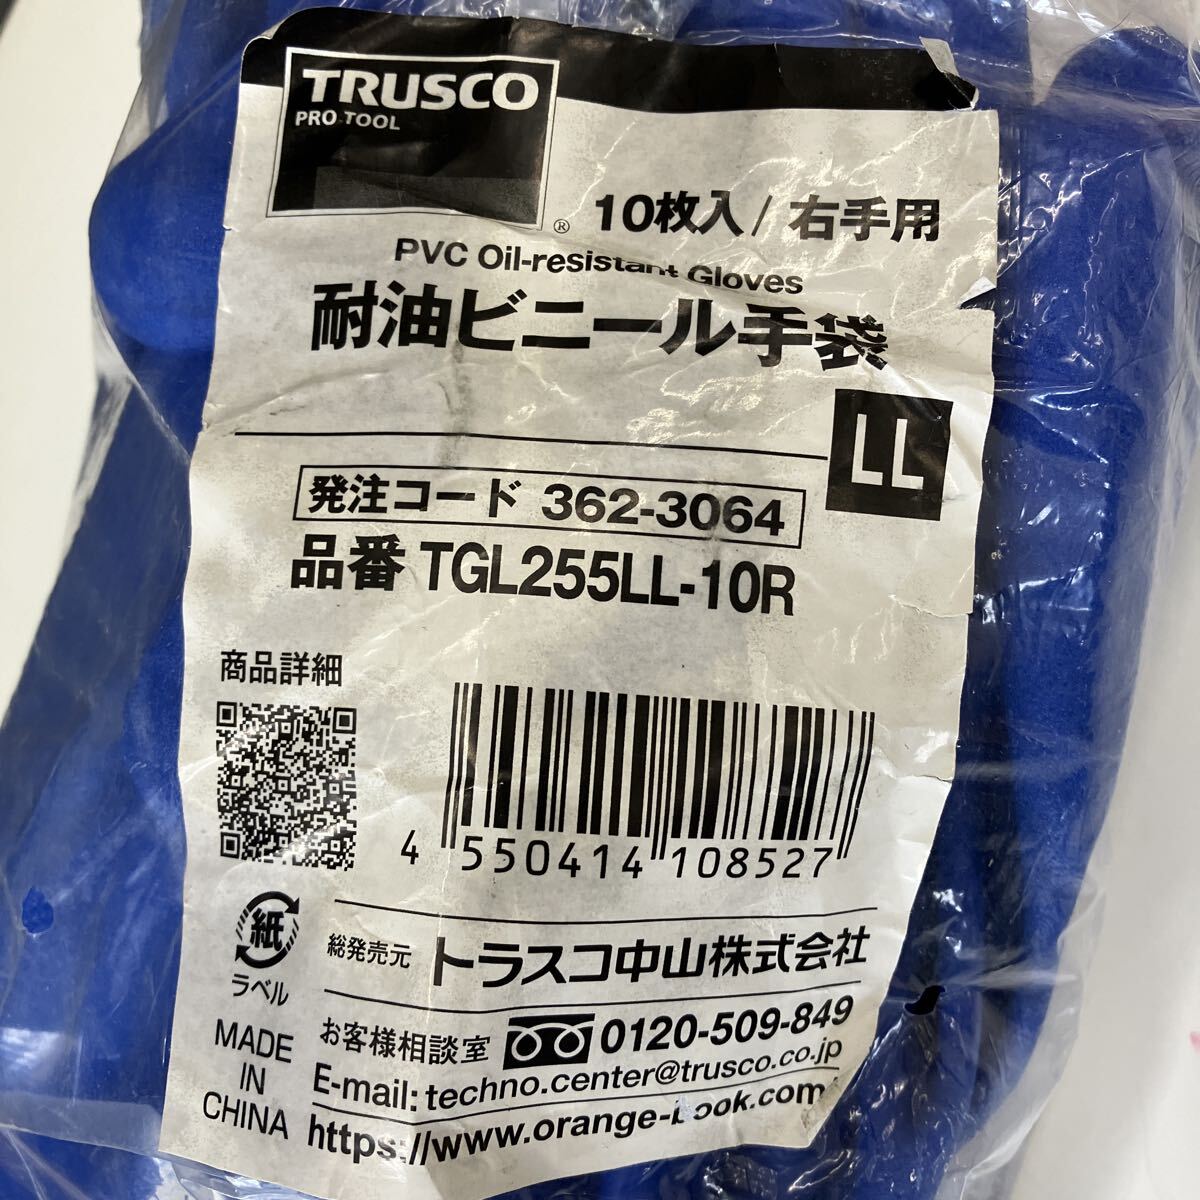 TRUSCO
PRO TOOL
®
10枚入/右手用
PVC Oil-resistant Gloves
耐油ビニール手袋
LL
発注コード 362-3064
品番 TGL255LL-10R
商品詳細
4 550414 108527
紙
ラベル
総発売元 トラスコ中山株式会社
お客様相談室 0120-509-849
E-mail: techno.center@trusco.co.jp
https://www.orange-book.com/
MADE
IN
CHINA